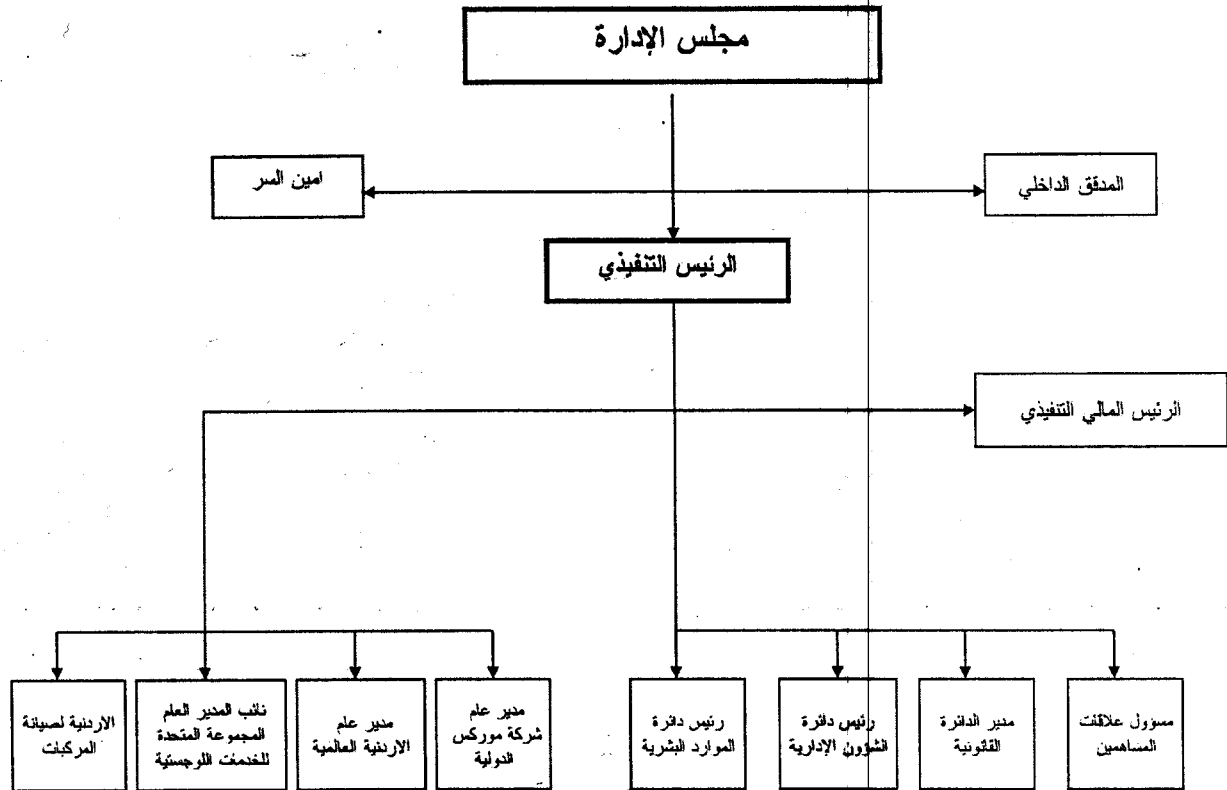 مجلس الإدارة
المدقق الداخلي
امين السر
الرئيس التنفيذي
الرئيس المالي التنفيذي
مسؤول علاقات
المساهمين
مدير الدائرة
القانونية
رئيس دائرة
الشؤون الإدارية
رئيس دائرة
الموارد البشرية
مدير عام
شركة موركس
الدولية
مدير عام
الاردنية العالمية
نائب المدير العام
المجموعة المتحدة
للخدمات اللوجستية
الاردنية لصيانة
المركبات